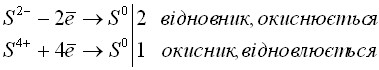 S²⁻ − 2ē → S⁰ | 2 відновник, окиснюється
S⁴⁺ + 4ē → S⁰ | 1 окисник, відновлюється